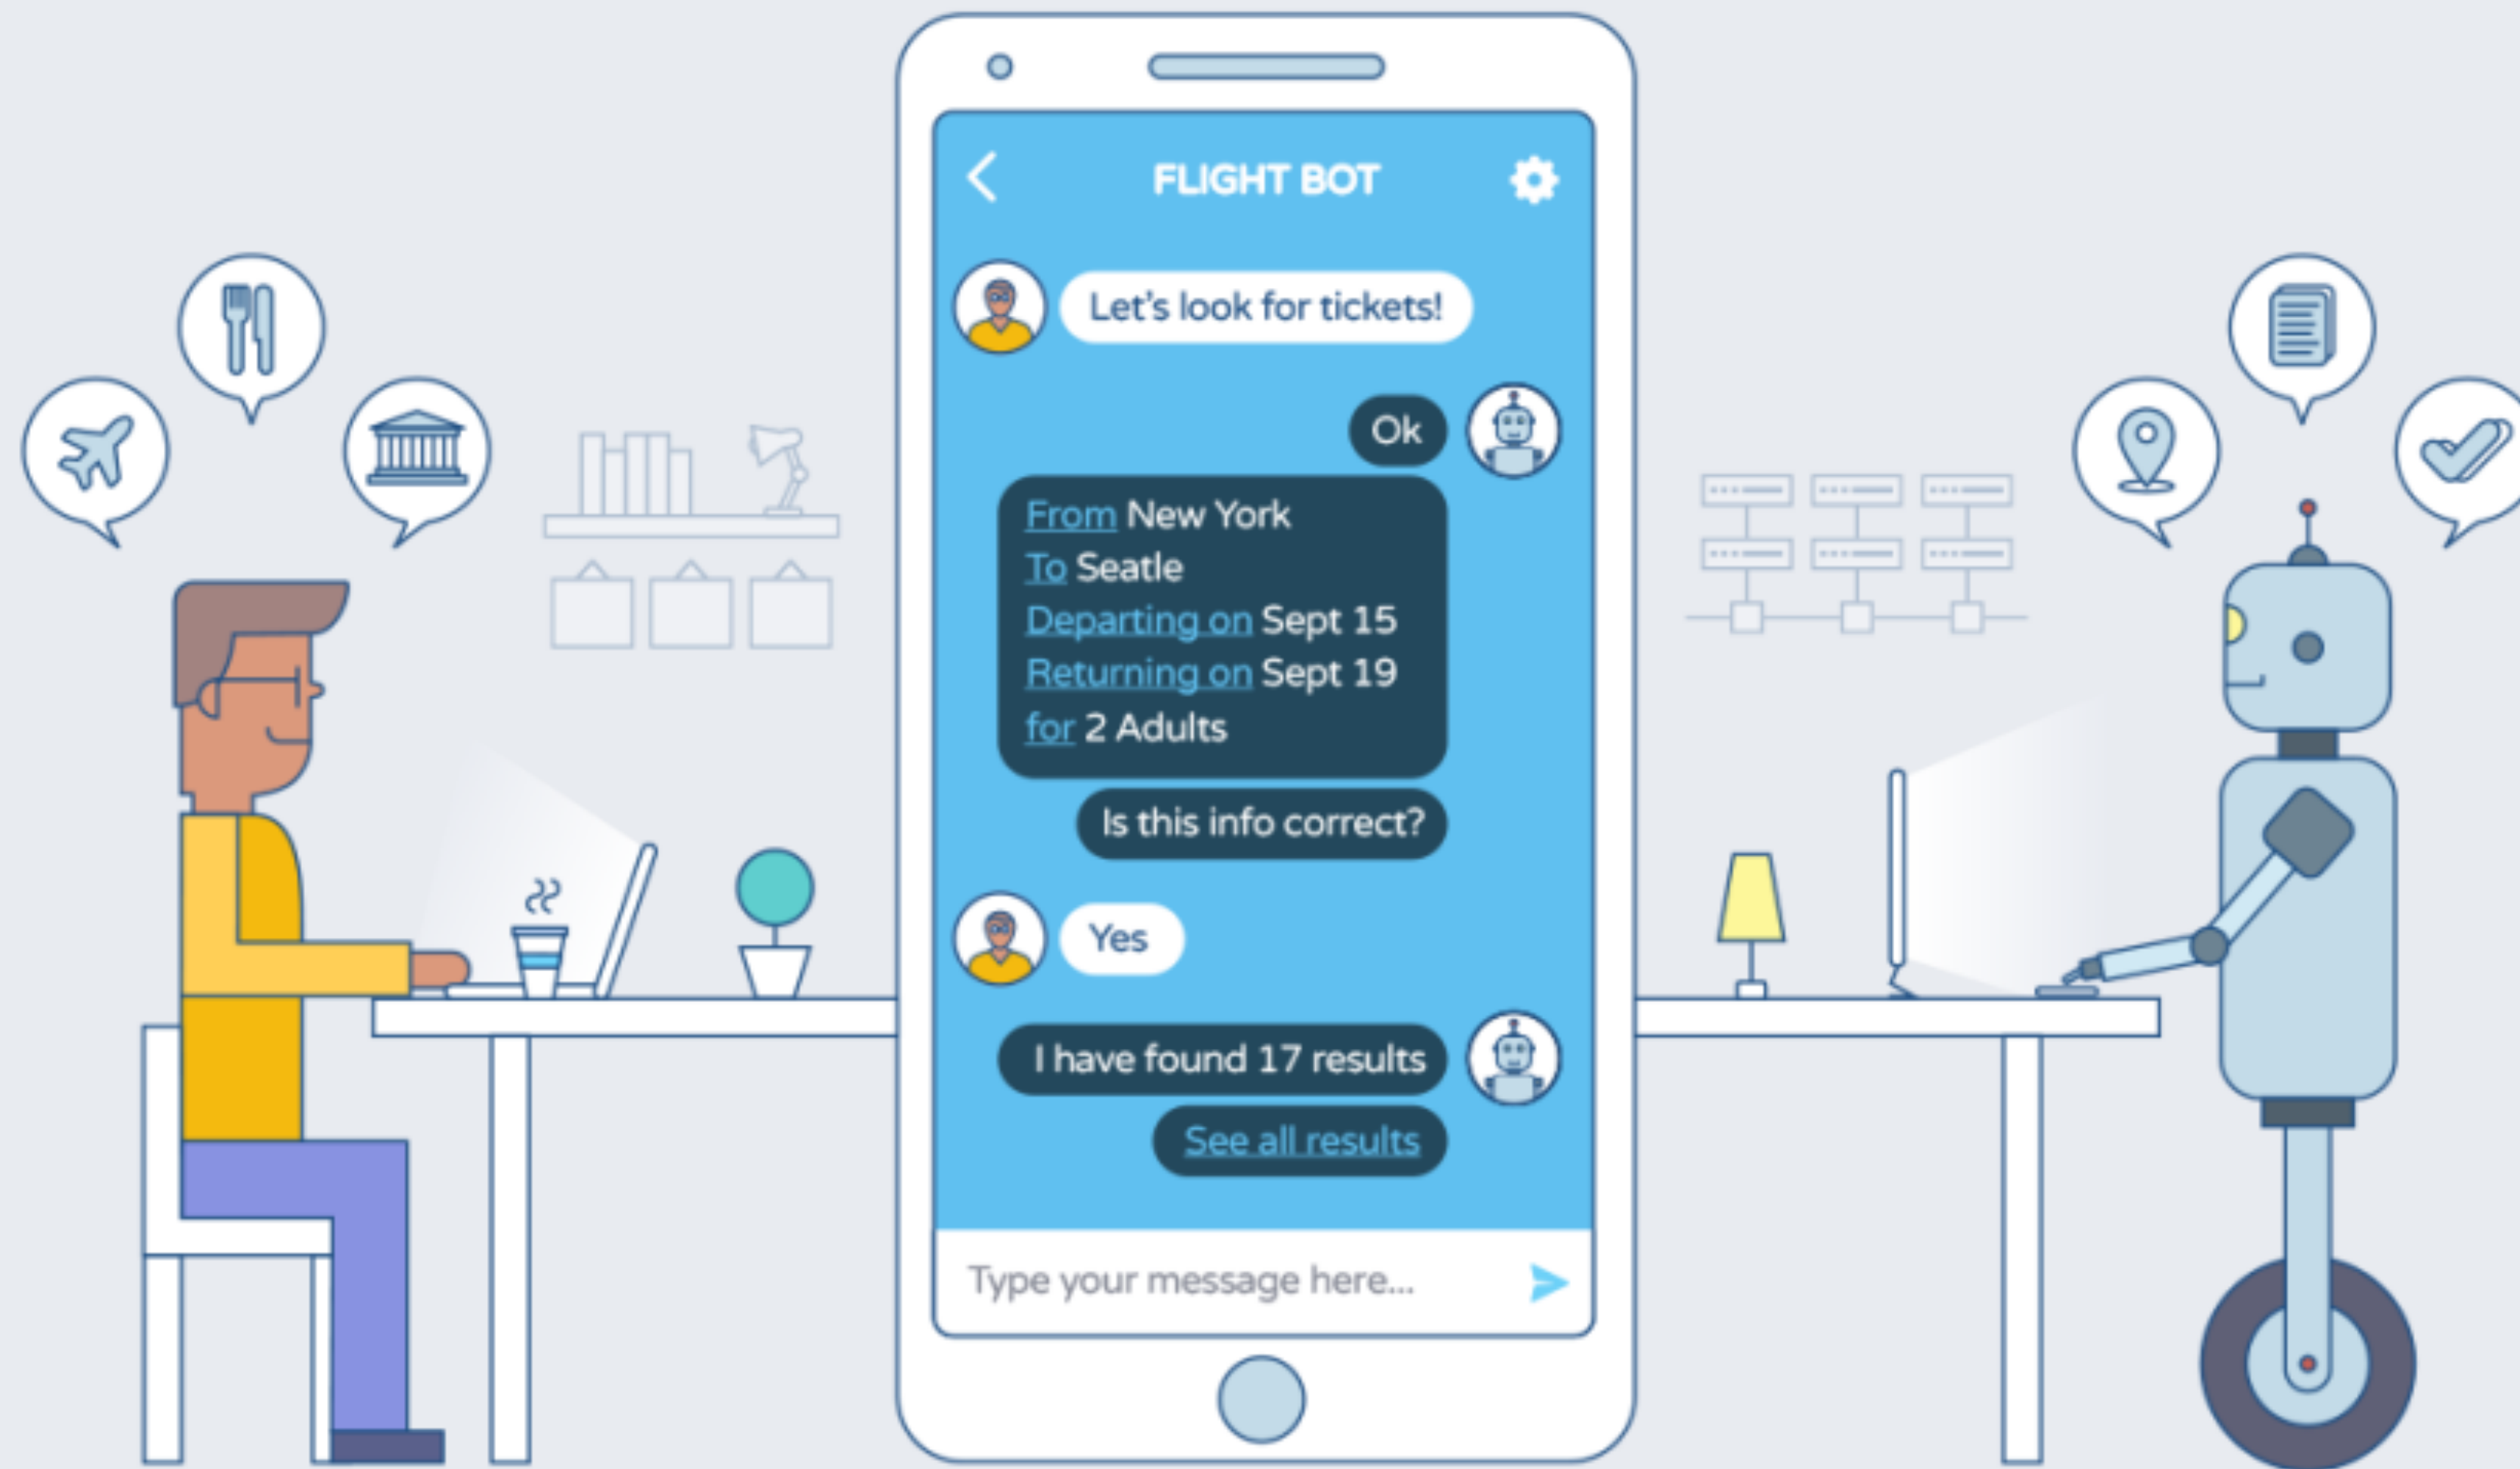 FLIGHT BOT
Let's look for tickets!
Ok
From New York
To Seatle
Departing on Sept 15
Returning on Sept 19
for 2 Adults
Is this info correct?
Yes
I have found 17 results
See all results
Type your message here...